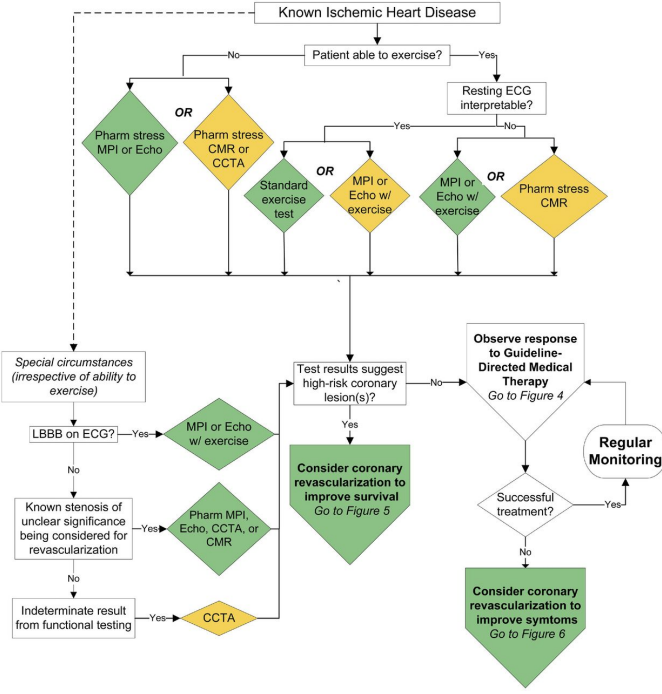 Known Ischemic Heart Disease
No
Patient able to exercise?
Yes
Resting ECG
interpretable?
Pharm stress
MPI or Echo
OR
Pharm stress
CMR or
CCTA
Yes
No
Standard
exercise
test
OR
MPI or
Echo w/
exercise
MPI or
Echo w/
exercise
OR
Pharm stress
CMR
Special circumstances
(irrespective of ability to
exercise)
LBBB on ECG?
Yes
MPI or Echo
w/ exercise
No
Known stenosis of
unclear significance
being considered for
revascularization
Yes
Pharm MPI,
Echo, CCTA, or
CMR
No
Indeterminate result
from functional testing
Yes
CCTA
Test results suggest
high-risk coronary
lesion(s)?
No
Yes
Consider coronary
revascularization to
improve survival
Go to Figure 5
Observe response
to Guideline-
Directed Medical
Therapy
Go to Figure 4
Regular
Monitoring
Successful
treatment?
Yes
No
Consider coronary
revascularization to
improve symtoms
Go to Figure 6